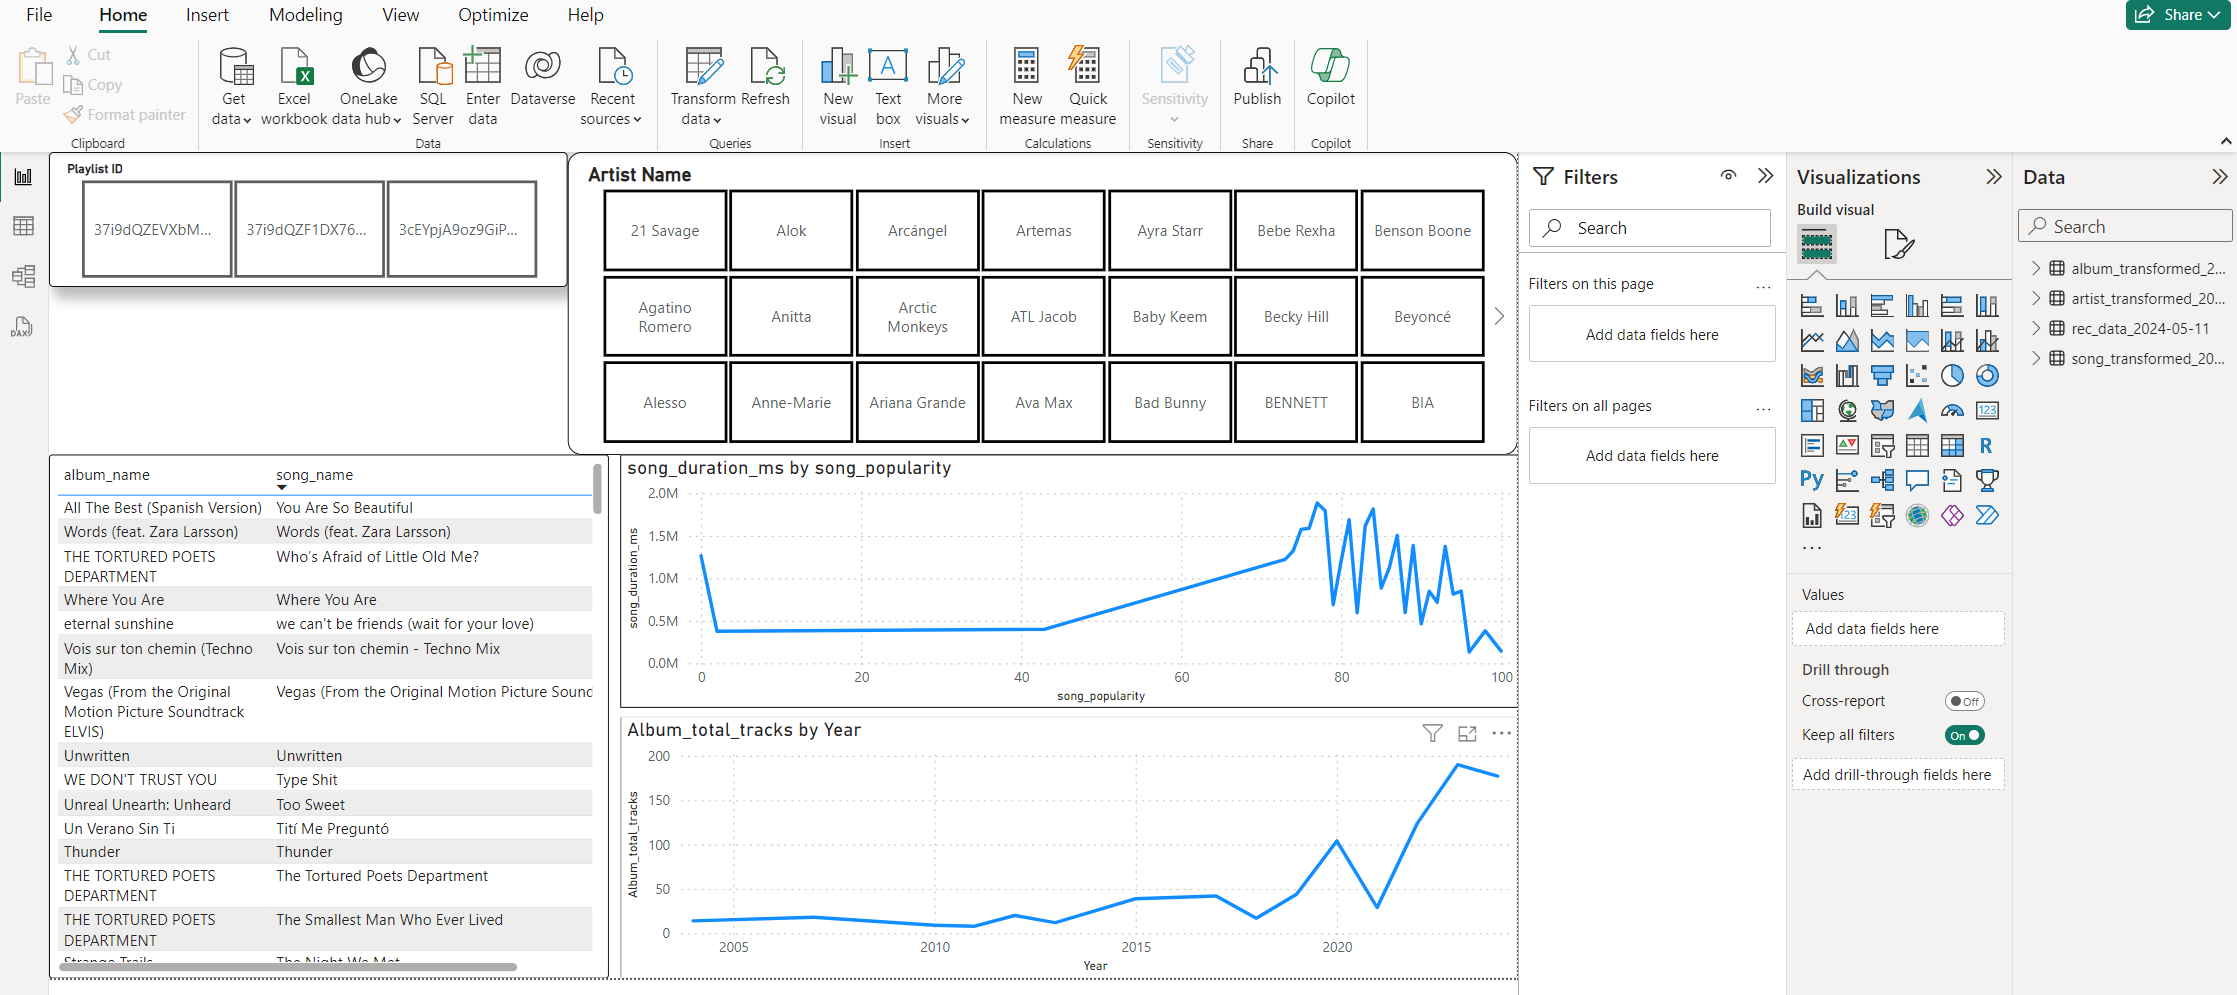 File Home Insert Modeling View Optimize Help
Share
Paste
Cut
Copy
Format painter
Clipboard
Get data
Excel workbook
OneLake data hub
SQL Server
Enter data
Dataverse
Recent sources
Data
Transform data
Refresh
Queries
New visual
Text box
More visuals
Insert
New measure
Quick measure
Calculations
Sensitivity
Sensitivity
Publish
Share
Copilot
Copilot
Playlist ID
37i9dQZEVXbM... 37i9dQZF1DX76... 3cEYpjA9oz9GiP...
Artist Name
21 Savage Alok Arcángel Artemas Ayra Starr Bebe Rexha Benson Boone
Agatino Romero Anitta Arctic Monkeys ATL Jacob Baby Keem Becky Hill Beyoncé
Alesso Anne-Marie Ariana Grande Ava Max Bad Bunny BENNETT BIA
album_name song_name
All The Best (Spanish Version) You Are So Beautiful
Words (feat. Zara Larsson) Words (feat. Zara Larsson)
THE TORTURED POETS DEPARTMENT Who's Afraid of Little Old Me?
Where You Are Where You Are
eternal sunshine we can't be friends (wait for your love)
Vois sur ton chemin (Techno Mix) Vois sur ton chemin - Techno Mix
Vegas (From the Original Motion Picture Soundtrack ELVIS) Vegas (From the Original Motion Picture Sound
Unwritten Unwritten
WE DON'T TRUST YOU Type Shit
Unreal Unearth: Unheard Too Sweet
Un Verano Sin Ti Tití Me Preguntó
Thunder Thunder
THE TORTURED POETS DEPARTMENT The Tortured Poets Department
THE TORTURED POETS DEPARTMENT The Smallest Man Who Ever Lived
Strange Trails The Night We Met
song_duration_ms by song_popularity
song_duration_ms
2.0M
1.5M
1.0M
0.5M
0.0M
0 20 40 60 80 100
song_popularity
Album_total_tracks by Year
Album_total_tracks
200
150
100
50
0
2005 2010 2015 2020
Year
Filters
Search
Filters on this page ...
Add data fields here
Filters on all pages ...
Add data fields here
Visualizations
Build visual
123
R
Py
123
...
Values
Add data fields here
Drill through
Cross-report Off
Keep all filters On
Add drill-through fields here
Data
Search
album_transformed_2...
artist_transformed_20...
rec_data_2024-05-11
song_transformed_20...
DAX